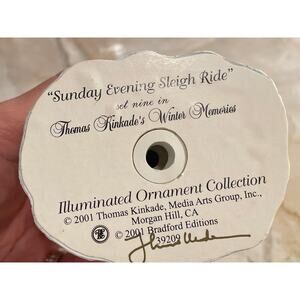 "Sunday Evening Sleigh Ride"
set nine in
Thomas Kinkade's Winter Memories
Illuminated Ornament Collection
© 2001 Thomas Kinkade, Media Arts Group, Inc.,
Morgan Hill, CA
© 2001 Bradford Editions
39209